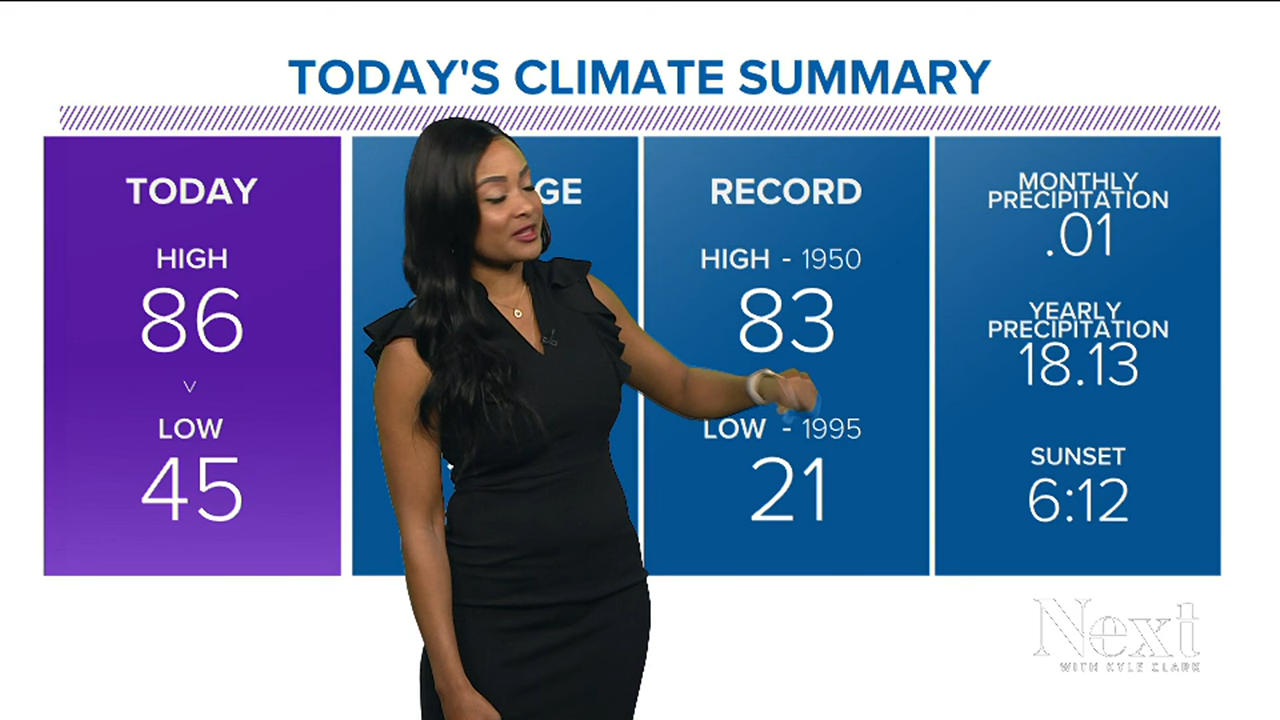 TODAY'S CLIMATE SUMMARY
TODAY
HIGH
86
LOW
45
GE
RECORD
HIGH - 1950
83
LOW - 1995
21
MONTHLY
PRECIPITATION
.01
YEARLY
PRECIPITATION
18.13
SUNSET
6:12
Next
WITH KYLE CLARK